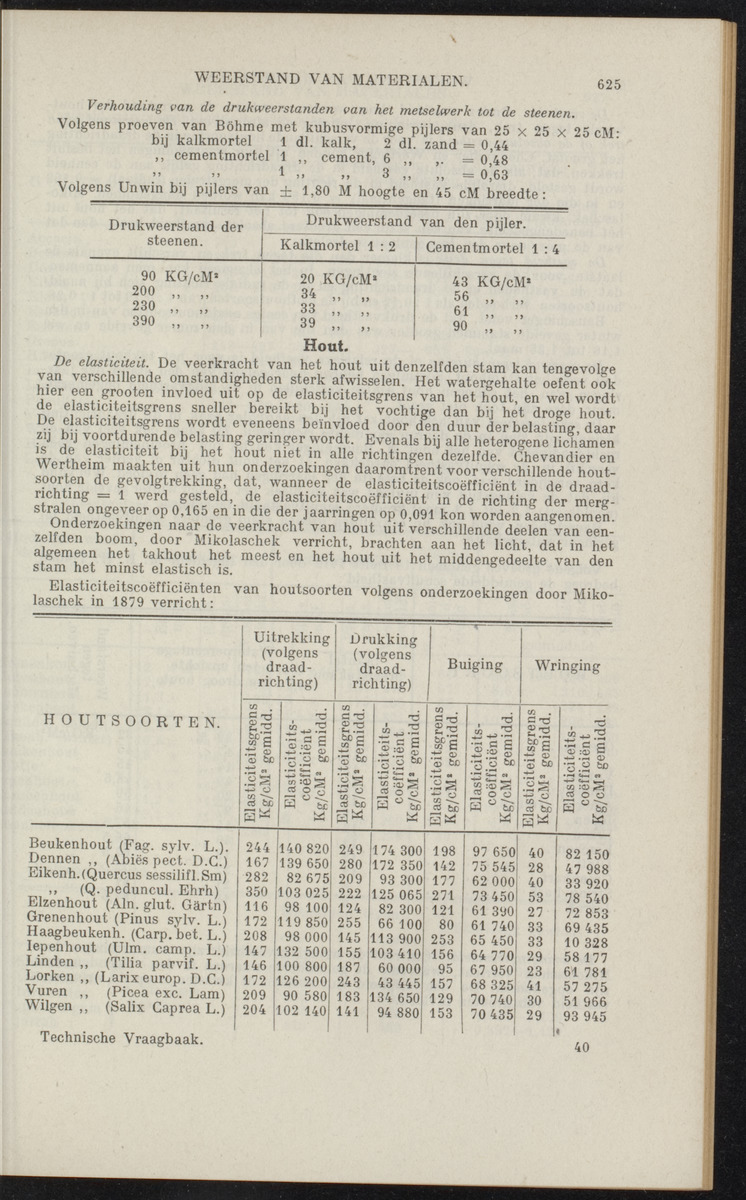 WEERSTAND VAN MATERIALEN. 625
Verhouding van de drukweerstanden van het metselwerk tot de steenen.
Volgens proeven van Böhme met kubusvormige pijlers van 25 × 25 × 25 cM:
bij kalkmortel 1 dl. kalk, 2 dl. zand = 0,44
,, cementmortel 1 ,, cement, 6 ,, ,. = 0,48
,, ,, 1 ,, ,, 3 ,, ,, = 0,63
Volgens Unwin bij pijlers van ± 1,80 M hoogte en 45 cM breedte:
Drukweerstand der steenen. Drukweerstand van den pijler.
Kalkmortel 1 : 2 Cementmortel 1 : 4
90 KG/cM² 20 KG/cM² 43 KG/cM²
200 ,, ,, 34 ,, ,, 56 ,, ,,
230 ,, ,, 33 ,, ,, 61 ,, ,,
390 ,, ,, 39 ,, ,, 90 ,, ,,
Hout.
De elasticiteit. De veerkracht van het hout uit denzelfden stam kan tengevolge
van verschillende omstandigheden sterk afwisselen. Het watergehalte oefent ook
hier een grooten invloed uit op de elasticiteitsgrens van het hout, en wel wordt
de elasticiteitsgrens sneller bereikt bij het vochtige dan bij het droge hout.
De elasticiteitsgrens wordt eveneens beïnvloed door den duur der belasting, daar
zij bij voortdurende belasting geringer wordt. Evenals bij alle heterogene lichamen
is de elasticiteit bij het hout niet in alle richtingen dezelfde. Chevandier en
Wertheim maakten uit hun onderzoekingen daaromtrent voor verschillende hout-
soorten de gevolgtrekking, dat, wanneer de elasticiteitscoëfficiënt in de draad-
richting = 1 werd gesteld, de elasticiteitscoëfficiënt in de richting der merg-
stralen ongeveer op 0,165 en in die der jaarringen op 0,091 kon worden aangenomen.
Onderzoekingen naar de veerkracht van hout uit verschillende deelen van een-
zelfden boom, door Mikolaschek verricht, brachten aan het licht, dat in het
algemeen het takhout het meest en het hout uit het middengedeelte van den
stam het minst elastisch is.
Elasticiteitscoëfficiënten van houtsoorten volgens onderzoekingen door Miko-
laschek in 1879 verricht:
HOUTSOORTEN. Uitrekking (volgens draad-richting) Drukking (volgens draad-richting) Buiging Wringing
Elasticiteitsgrens Kg/cM² gemidd. Elasticiteits-coëfficiënt Kg/cM² gemidd. Elasticiteitsgrens Kg/cM² gemidd. Elasticiteits-coëfficiënt Kg/cM² gemidd. Elasticiteitsgrens Kg/cM² gemidd. Elasticiteits-coëfficiënt Kg/cM² gemidd. Elasticiteitsgrens Kg/cM² gemidd. Elasticiteits-coëfficiënt Kg/cM² gemidd.
Beukenhout (Fag. sylv. L.). 244 140 820 249 174 300 198 97 650 40 82 150
Dennen ,, (Abiës pect. D.C.) 167 139 650 280 172 350 142 75 545 28 47 988
Eikenh. (Quercus sessilifl. Sm) 282 82 675 209 93 300 177 62 000 40 33 920
,, (Q. peduncul. Ehrh) 350 103 025 222 125 065 271 73 450 53 78 540
Elzenhout (Aln. glut. Gärtn) 116 98 100 124 82 300 121 61 390 27 72 853
Grenenhout (Pinus sylv. L.) 172 119 850 255 66 100 80 61 740 33 69 435
Haagbeukenh. (Carp. bet. L.) 208 98 000 145 113 900 253 65 450 33 10 328
Iepenhout (Ulm. camp. L.) 147 132 500 155 103 410 156 64 770 29 58 177
Linden ,, (Tilia parvif. L.) 146 100 800 187 60 000 95 67 950 23 61 781
Lorken ,, (Larix europ. D.C.) 172 126 200 243 43 445 157 68 325 41 57 275
Vuren ,, (Picea exc. Lam) 209 90 580 183 134 650 129 70 740 30 51 966
Wilgen ,, (Salix Caprea L.) 204 102 140 141 94 880 153 70 435 29 93 945
Technische Vraagbaak. 40